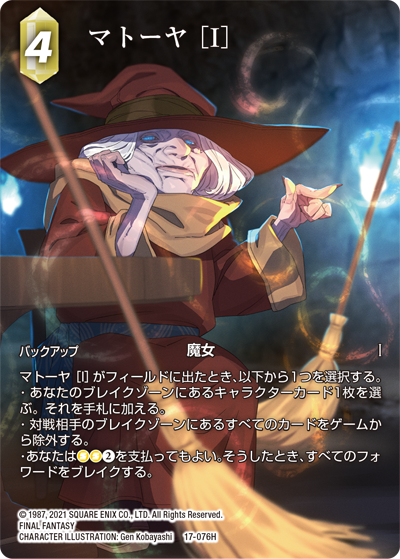 4
マトーヤ [I]
バックアップ 魔女 I
マトーヤ [I] がフィールドに出たとき、以下から1つを選択する。
・あなたのブレイクゾーンにあるキャラクターカード1枚を選
ぶ。それを手札に加える。
・対戦相手のブレイクゾーンにあるすべてのカードをゲームか
ら除外する。
・あなたは2を支払ってもよい。そうしたとき、すべてのフォ
ワードをブレイクする。
© 1987, 2021 SQUARE ENIX CO., LTD. All Rights Reserved.
FINAL FANTASY
CHARACTER ILLUSTRATION: Gen Kobayashi 17-076H